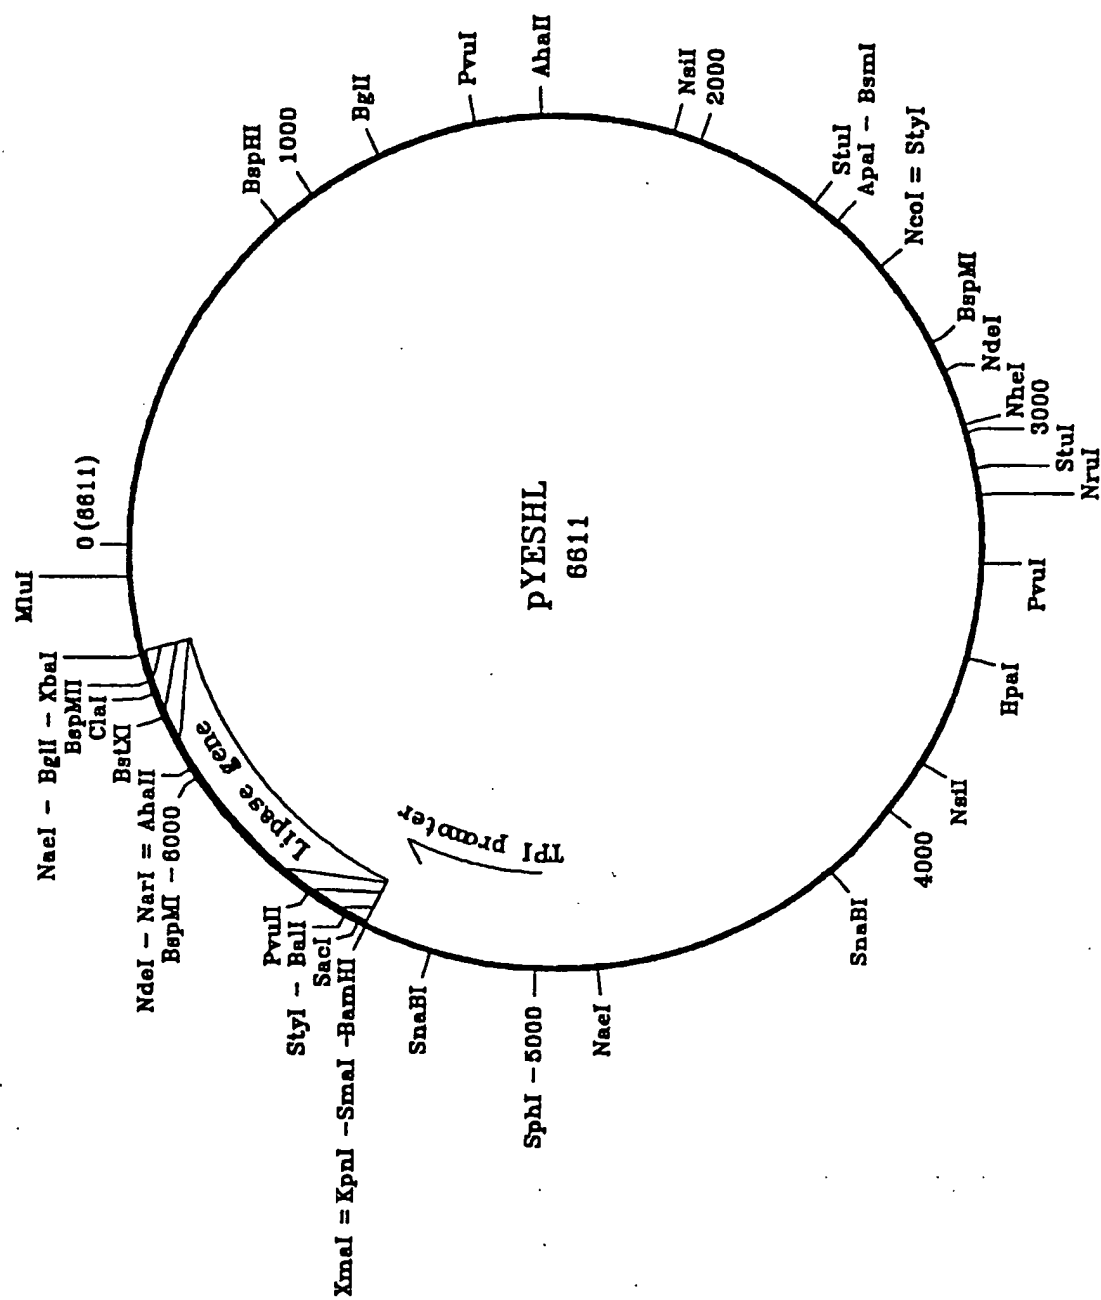 MluI
0(6611)
BspHI
1000
BglI
PvuI
AhaII
NsiI
2000
StuI
ApaI - BsmI
NcoI = StyI
BspMI
NdeI
NheI
3000
StuI
NruI
PvuI
HpaI
NsiI
4000
SnaBI
NaeI
SphI - 5000
SnaBI
XmaI = KpnI -SmaI -BamHI
SacI
StyI - BalI
PvuII
BspMI - 6000
NdeI - NarI = AhaII
BstXI
ClaI
BspMII
NaeI - BglI - XbaI
Lipase gene
TPI promoter
pYESHL
6611